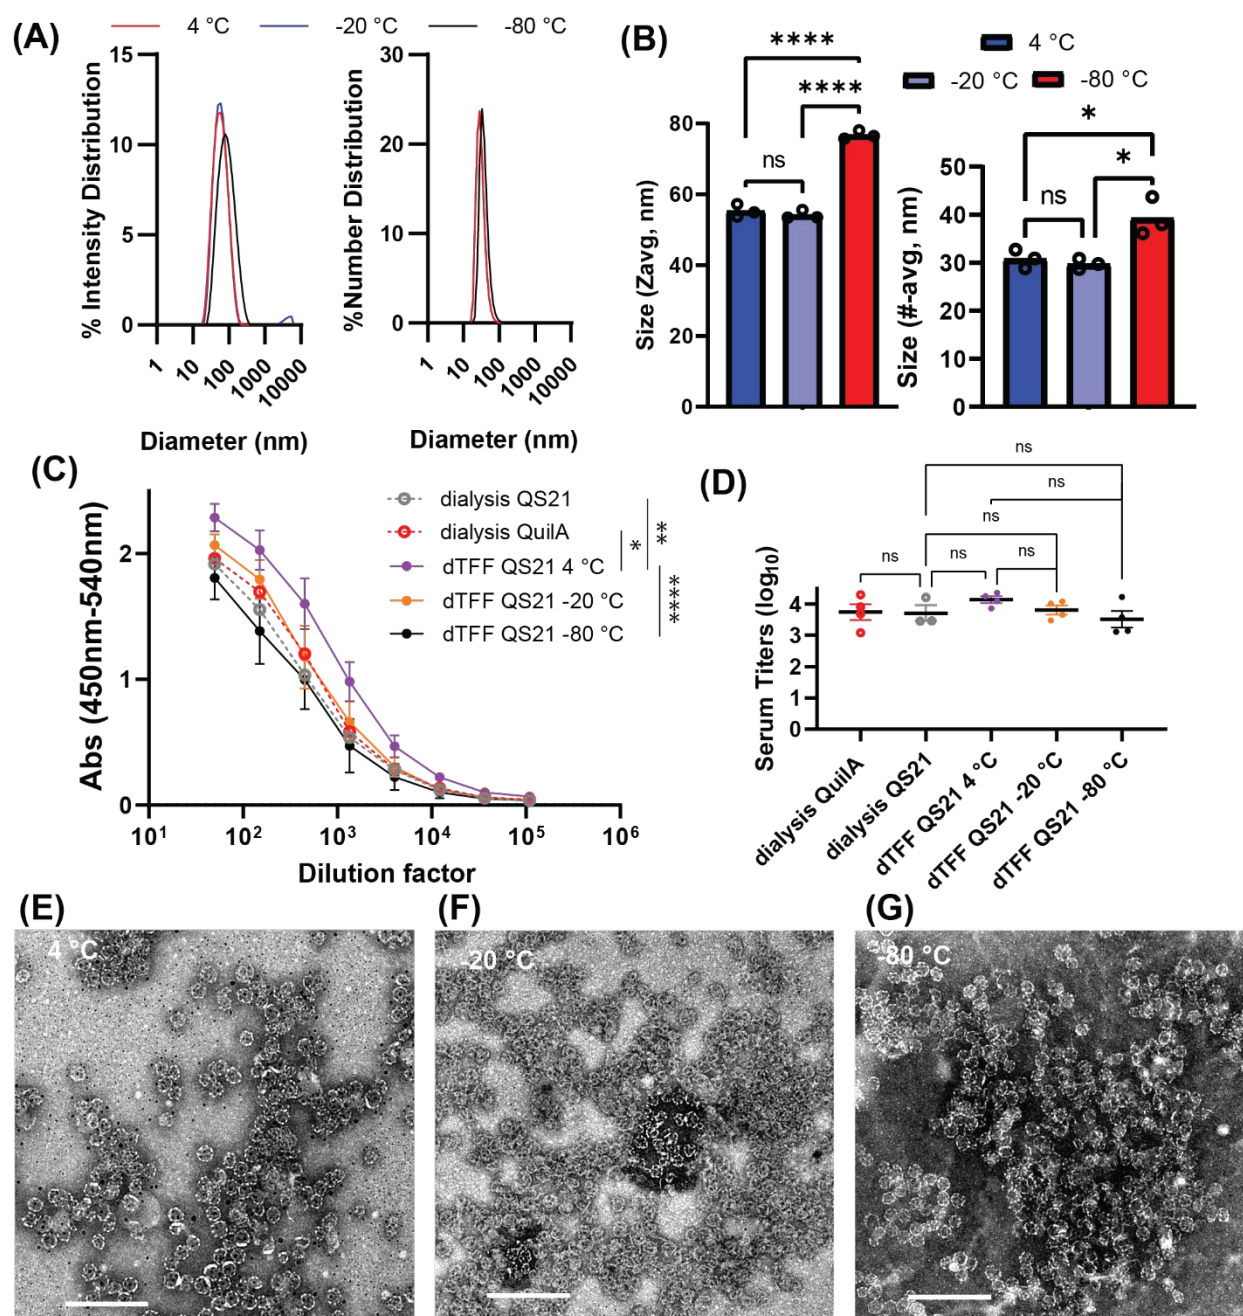 (A)
4 °C
-20 °C
-80 °C
% Intensity Distribution
15
10
5
0
1
10
100
1000
10000
Diameter (nm)
%Number Distribution
30
20
10
0
1
10
100
1000
10000
Diameter (nm)
(B)
4 °C
-20 °C
-80 °C
Size (Zavg, nm)
80
60
40
20
0
****
****
ns
Size (#-avg, nm)
50
40
30
20
10
0
*
*
ns
(C)
Abs (450nm-540nm)
2
1
0
10¹
10²
10³
10⁴
10⁵
10⁶
Dilution factor
dialysis QS21
dialysis QuilA
dTFF QS21 4 °C
dTFF QS21 -20 °C
dTFF QS21 -80 °C
*
**
****
(D)
Serum Titers (log₁₀)
4
3
2
1
0
ns
ns
ns
ns
ns
ns
dialysis QuilA
dialysis QS21
dTFF QS21 4 °C
dTFF QS21 -20 °C
dTFF QS21 -80 °C
(E)
4 °C
(F)
-20 °C
(G)
-80 °C